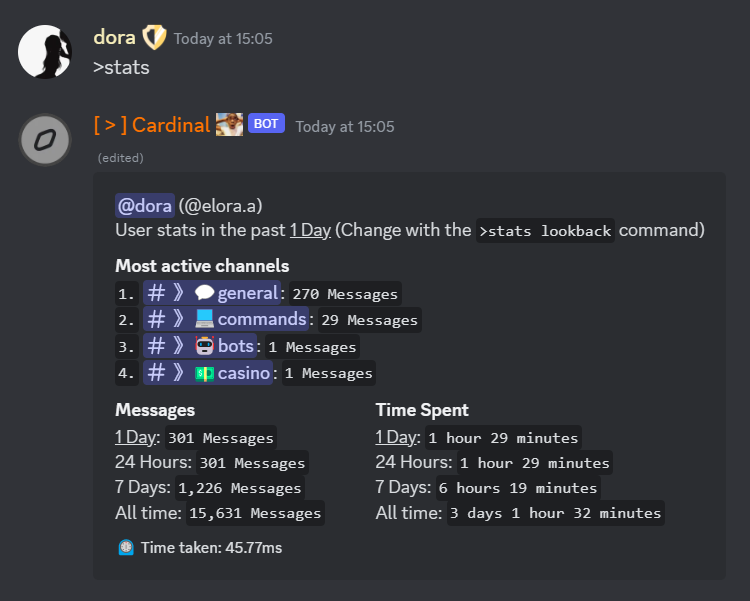 dora Today at 15:05
>stats
[ > ] Cardinal BOT Today at 15:05
(edited)
@dora (@elora.a)
User stats in the past 1 Day (Change with the >stats lookback command)
Most active channels
1. # 》 💬 general: 270 Messages
2. # 》 💻 commands: 29 Messages
3. # 》 🤖 bots: 1 Messages
4. # 》 💵 casino: 1 Messages
Messages
1 Day: 301 Messages
24 Hours: 301 Messages
7 Days: 1,226 Messages
All time: 15,631 Messages
Time Spent
1 Day: 1 hour 29 minutes
24 Hours: 1 hour 29 minutes
7 Days: 6 hours 19 minutes
All time: 3 days 1 hour 32 minutes
Time taken: 45.77ms